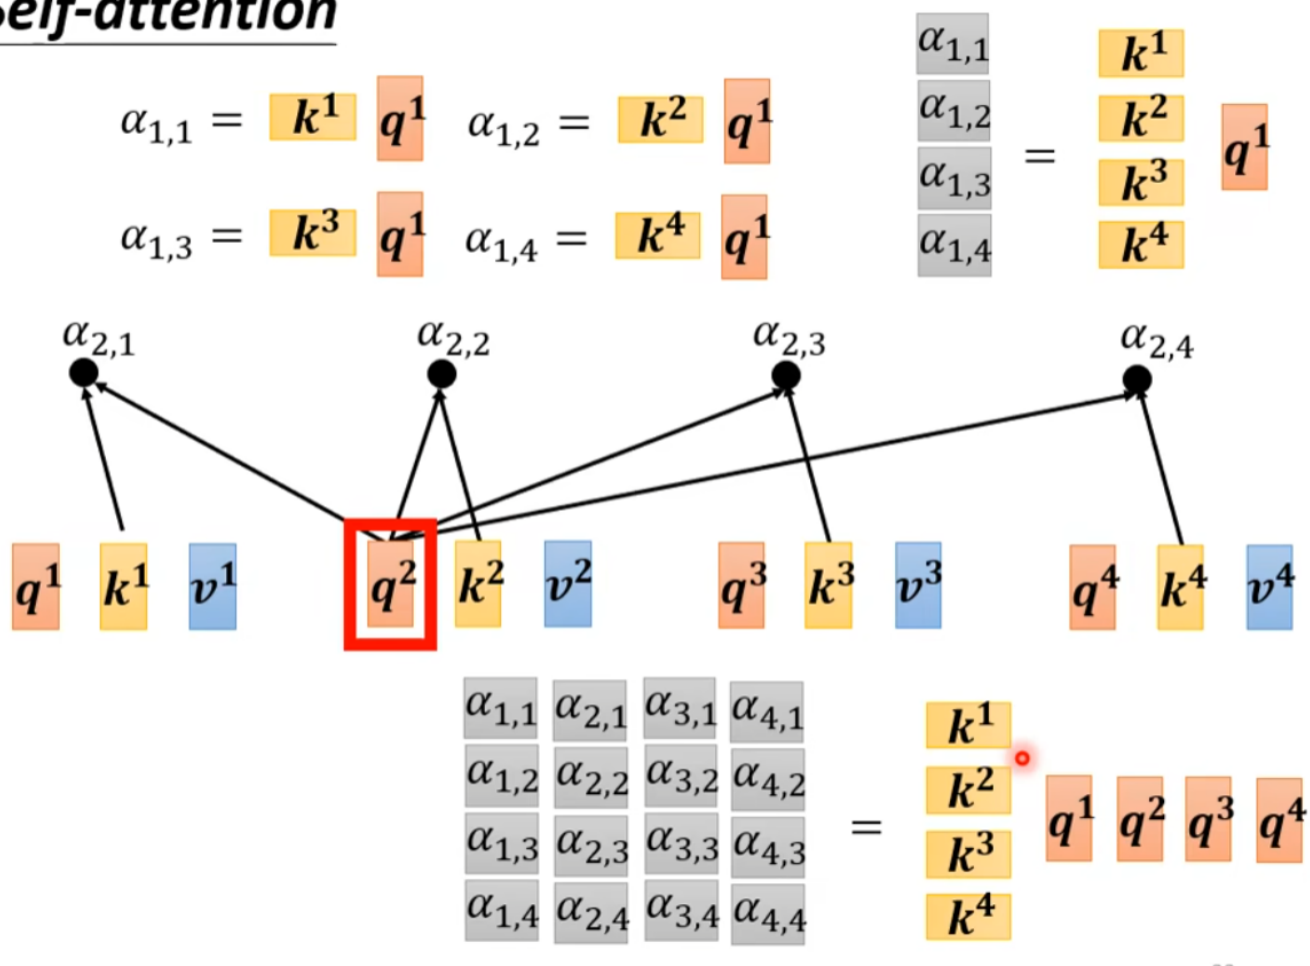 Self-attention
α1,1 = k¹ q¹ α1,2 = k² q¹
α1,3 = k³ q¹ α1,4 = k⁴ q¹
α1,1
α1,2
α1,3
α1,4
=
k¹
k²
k³
k⁴
q¹
α2,1 α2,2 α2,3 α2,4
q¹ k¹ v¹ q² k² v² q³ k³ v³ q⁴ k⁴ v⁴
α1,1 α2,1 α3,1 α4,1
α1,2 α2,2 α3,2 α4,2
α1,3 α2,3 α3,3 α4,3
α1,4 α2,4 α3,4 α4,4
=
k¹
k²
k³
k⁴
q¹ q² q³ q⁴